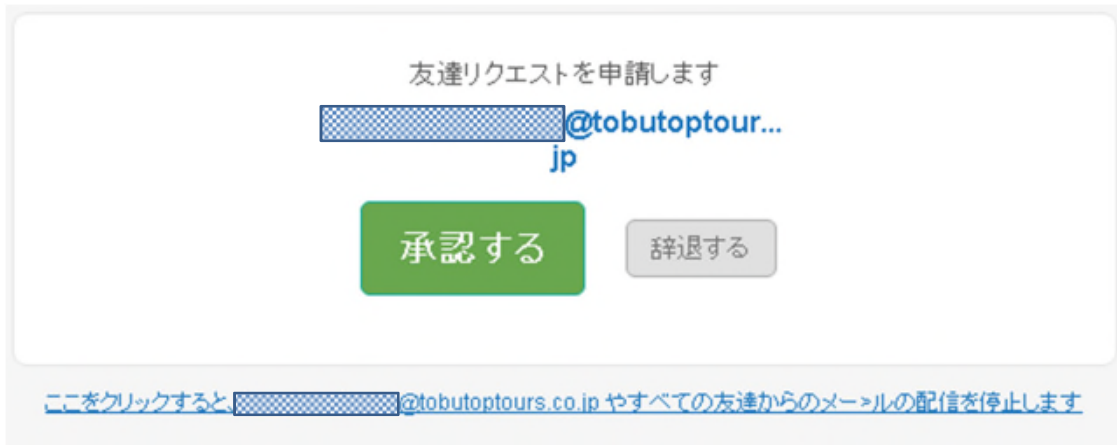 友達リクエストを申請します
@tobutoptour...
jp
承認する
辞退する
ここをクリックすると、@tobutoptours.co.jp やすべての友達からのメー>ルの配信を停止します